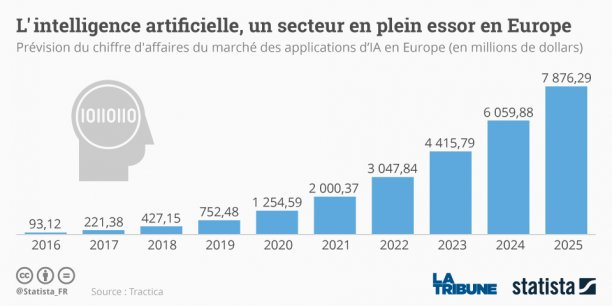 L'intelligence artificielle, un secteur en plein essor en Europe
Prévision du chiffre d'affaires du marché des applications d'IA en Europe (en millions de dollars)
10110110
7 876,29
6 059,88
4 415,79
3 047,84
2 000,37
1 254,59
752,48
427,15
221,38
93,12
2016 2017 2018 2019 2020 2021 2022 2023 2024 2025
cc
@Statista_FR
Source : Tractica
LA
TRIBUNE
statista